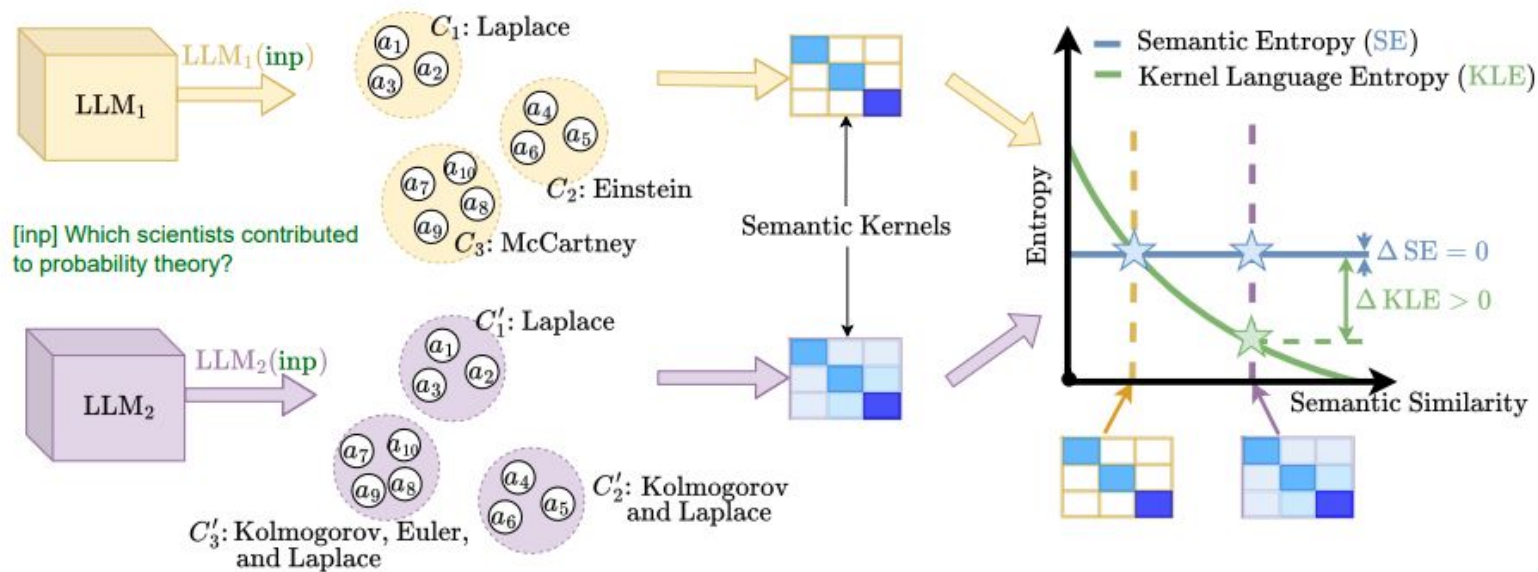 LLM₁
LLM₁(inp)
C₁: Laplace
a₁
a₂
a₃
a₄
a₅
a₆
C₂: Einstein
a₇
a₁₀
a₈
a₉
C₃: McCartney
[inp] Which scientists contributed
to probability theory?
LLM₂
LLM₂(inp)
C′₁: Laplace
a₁
a₂
a₃
a₇
a₁₀
a₉
a₈
C′₃: Kolmogorov, Euler,
and Laplace
a₄
a₅
a₆
C′₂: Kolmogorov
and Laplace
Semantic Kernels
Semantic Entropy (SE)
Kernel Language Entropy (KLE)
Entropy
Δ SE = 0
Δ KLE > 0
Semantic Similarity